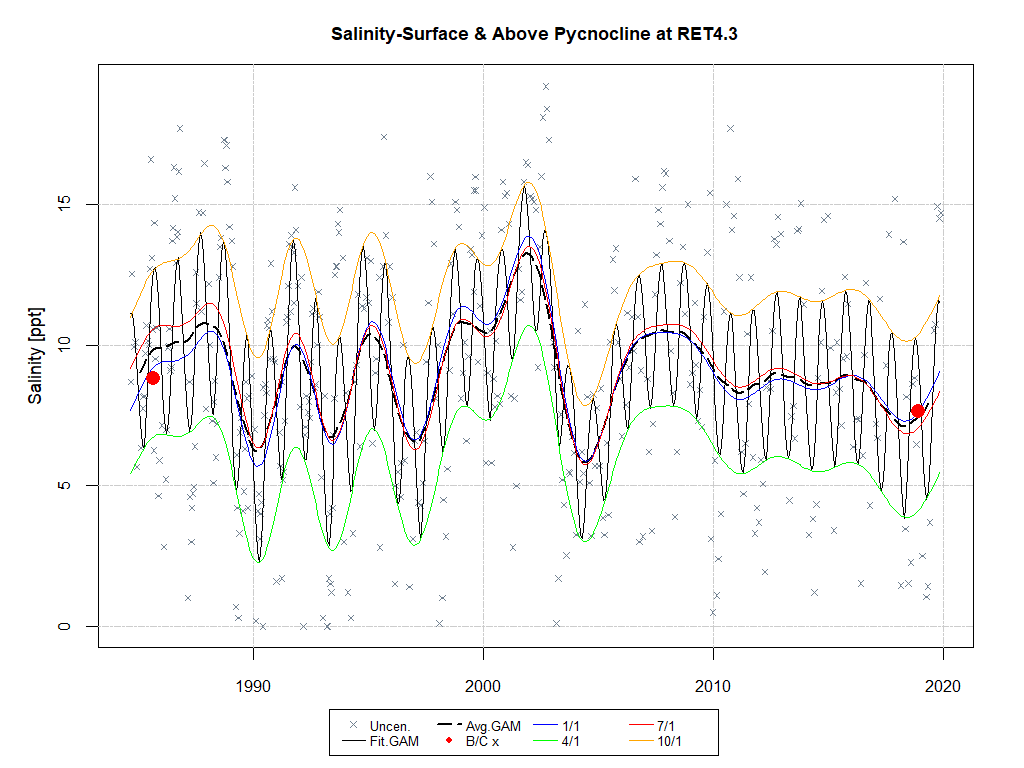 Salinity-Surface & Above Pycnocline at RET4.3
Salinity [ppt]
15
10
5
0
1990 2000 2010 2020
Uncen. Avg.GAM 1/1 7/1
Fit.GAM B/C x 4/1 10/1